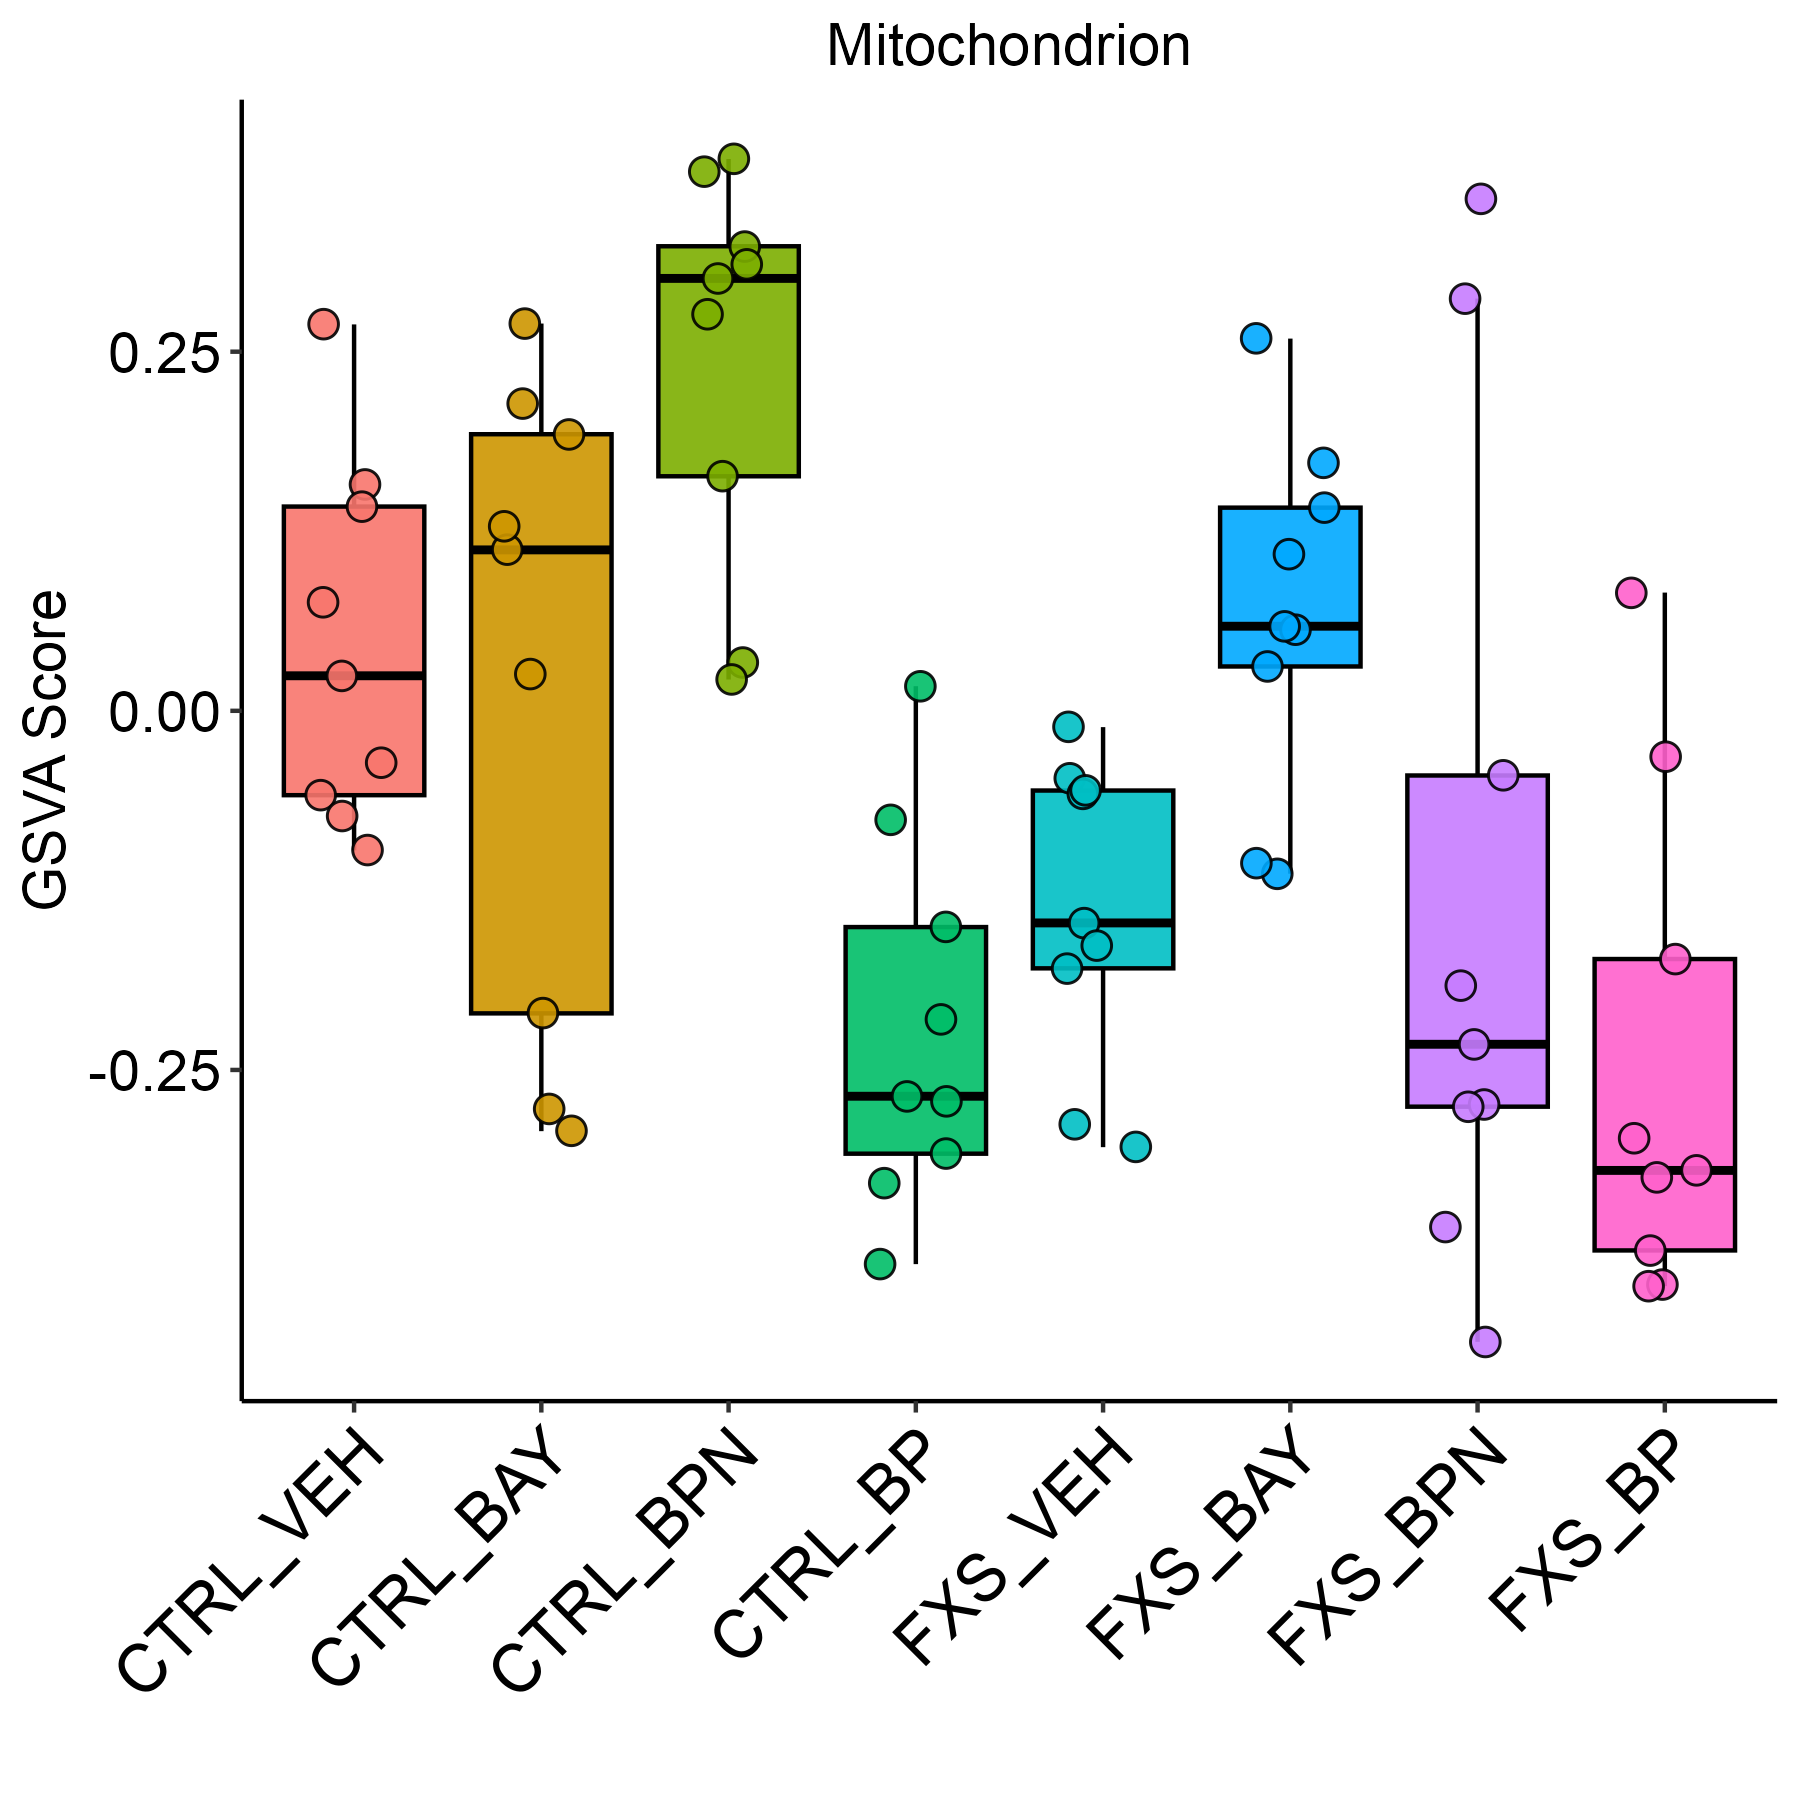 Mitochondrion
GSVA Score
0.25
0.00
-0.25
CTRL_VEH
CTRL_BAY
CTRL_BPN
CTRL_BP
FXS_VEH
FXS_BAY
FXS_BPN
FXS_BP